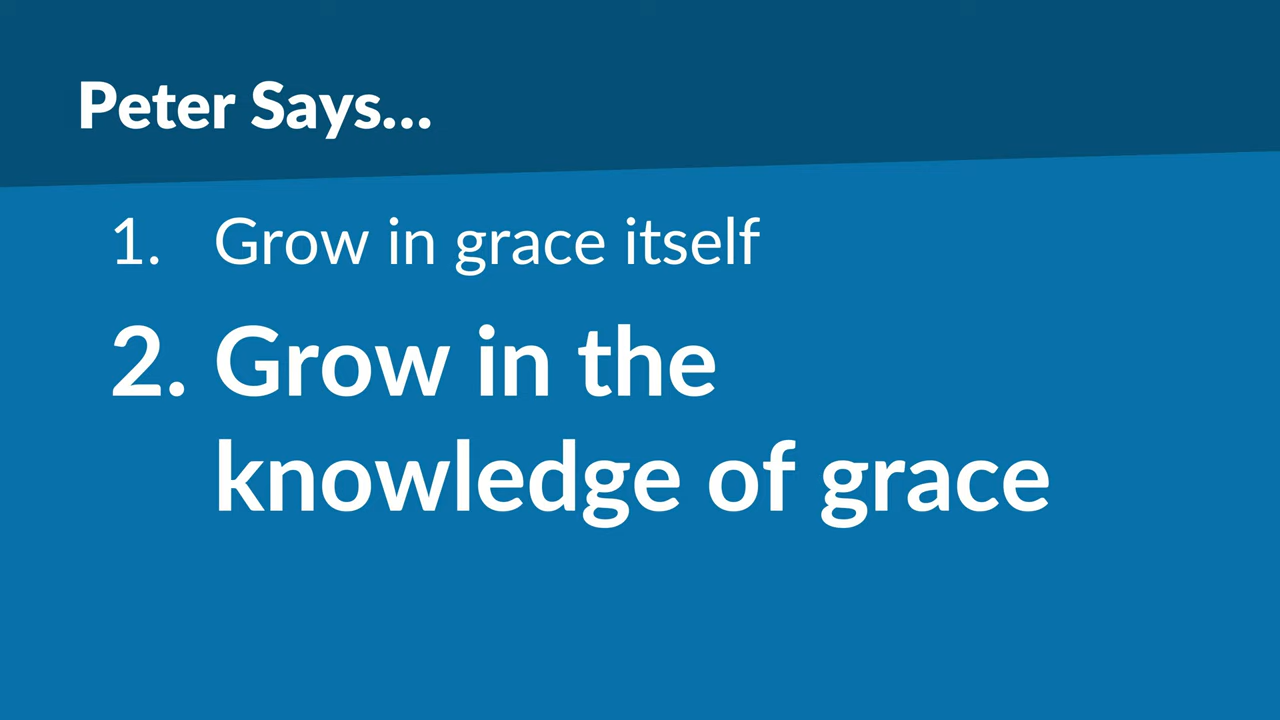 Peter Says...
1. Grow in grace itself
2. Grow in the
knowledge of grace